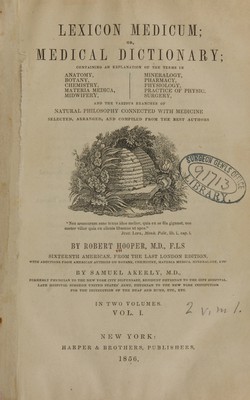 LEXICON MEDICUM;
OR,
MEDICAL DICTIONARY;
CONTAINING AN EXPLANATION OF THE TERMS IN
ANATOMY,
BOTANY,
CHEMISTRY,
MATERIA MEDICA,
MIDWIFERY,
MINERALOGY,
PHARMACY,
PHYSIOLOGY,
PRACTICE OF PHYSIC,
SURGERY,
AND THE VARIOUS BRANCHES OF
NATURAL PHILOSOPHY CONNECTED WITH MEDICINE
SELECTED, ARRANGED, AND COMPILED FROM THE BEST AUTHORS
LIBRARY.
BY ROBERT HOOPER, M.D., F.L.S
SIXTEENTH AMERICAN, FROM THE LAST LONDON EDITION,
BY SAMUEL AKERLY, M.D.,
IN TWO VOLUMES.
VOL. I.
2 v.
NEW YORK:
HARPER & BROTHERS, PUBLISHERS,
1856.